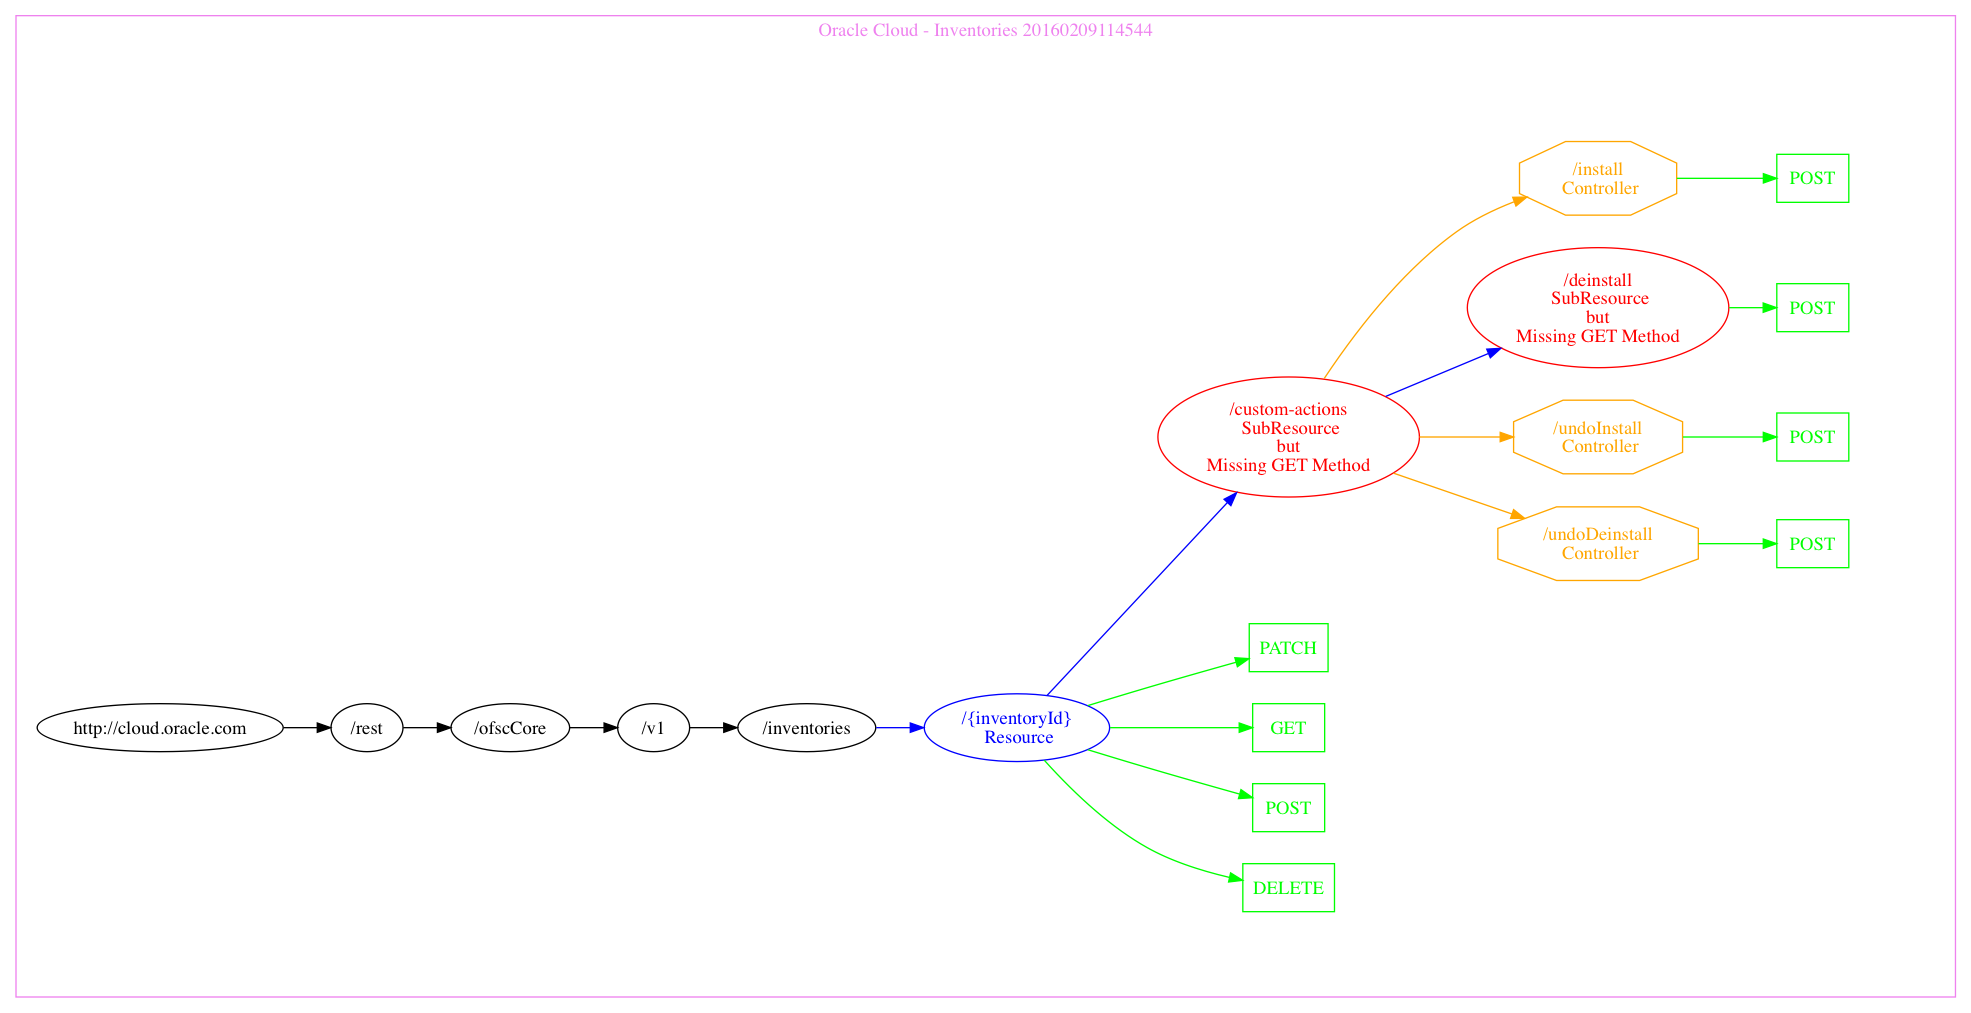 Oracle Cloud - Inventories 20160209114544
/install
Controller
POST
/deinstall
SubResource
but
Missing GET Method
POST
/custom-actions
SubResource
but
Missing GET Method
/undoInstall
Controller
POST
/undoDeinstall
Controller
POST
PATCH
http://cloud.oracle.com
/rest
/ofscCore
/v1
/inventories
/{inventoryId}
Resource
GET
POST
DELETE